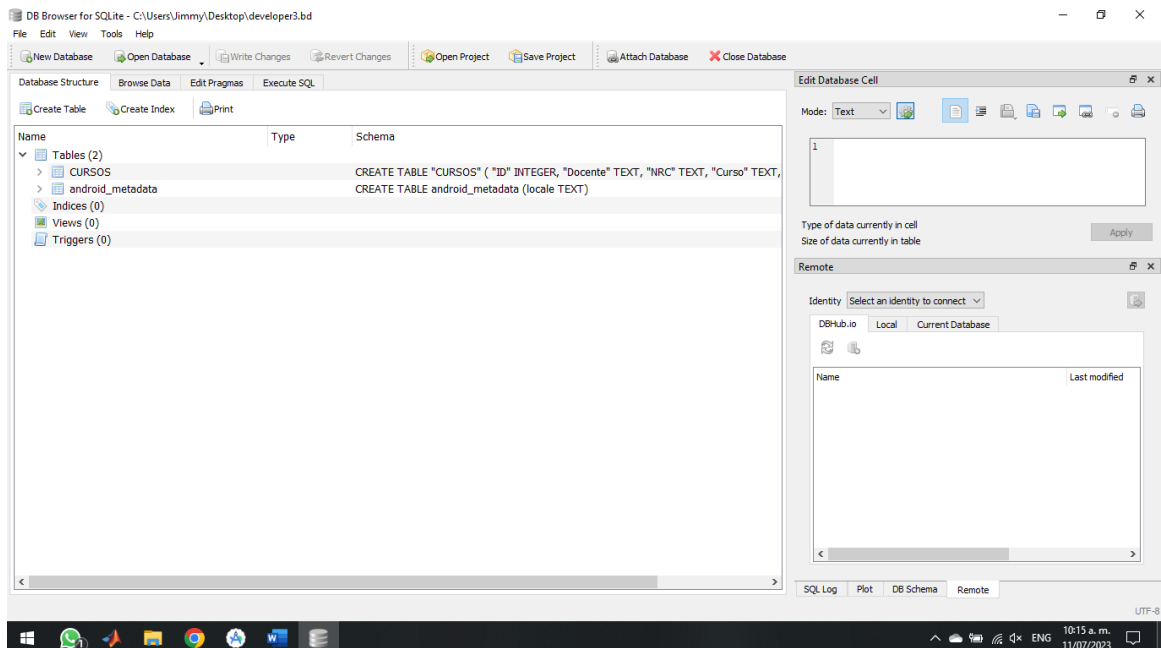 DB Browser for SQLite - C:\Users\Jimmy\Desktop\developer3.bd
File Edit View Tools Help
New Database Open Database Write Changes Revert Changes Open Project Save Project Attach Database Close Database
Database Structure Browse Data Edit Pragmas Execute SQL
Create Table Create Index Print
Name Type Schema
Tables (2)
CURSOS CREATE TABLE "CURSOS" ( "ID" INTEGER, "Docente" TEXT, "NRC" TEXT, "Curso" TEXT,
android_metadata CREATE TABLE android_metadata (locale TEXT)
Indices (0)
Views (0)
Triggers (0)
Edit Database Cell
Mode: Text
1
Type of data currently in cell
Size of data currently in table
Apply
Remote
Identity Select an identity to connect
DBHub.io Local Current Database
Name Last modified
SQL Log Plot DB Schema Remote
UTF-8
ENG 10:15 a. m.
11/07/2023